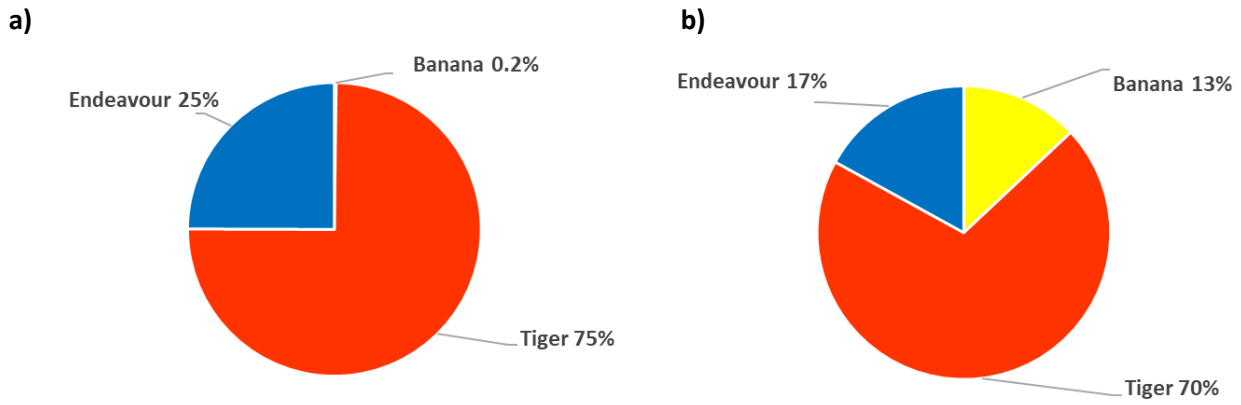 a)
Banana 0.2%
Endeavour 25%
Tiger 75%
b)
Endeavour 17%
Banana 13%
Tiger 70%